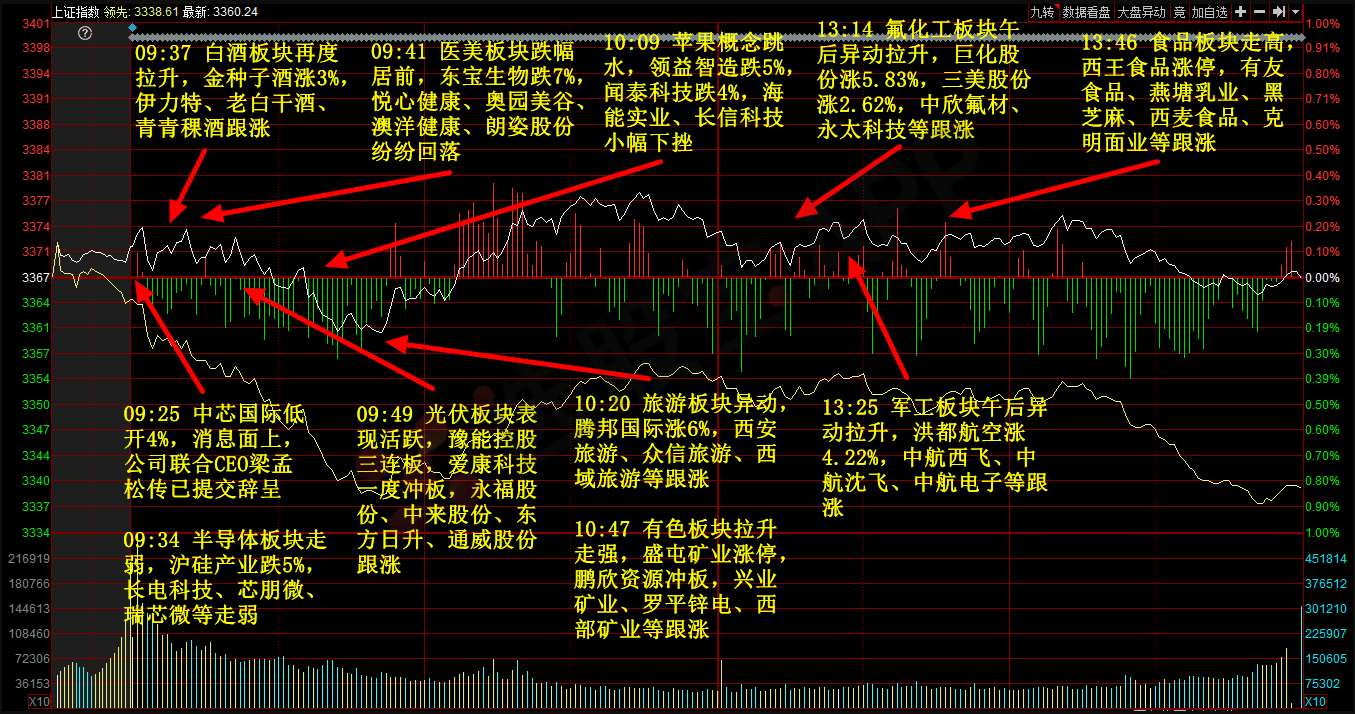 上证指数 领先: 3338.61 最新: 3360.24
九转 数据看盘 大盘异动 竞 加自选
3401
3398
3394
3391
3388
3384
3381
3377
3374
3371
3367
3364
3361
3357
3354
3350
3347
3344
3340
3337
3334
216919
180766
144613
108460
72306
36153
X10
1.00%
0.91%
0.80%
0.71%
0.60%
0.50%
0.40%
0.30%
0.20%
0.10%
0.00%
0.10%
0.19%
0.30%
0.39%
0.50%
0.60%
0.70%
0.80%
0.90%
1.00%
451814
376512
301210
225907
150605
75302
X10
09:37 白酒板块再度
拉升，金种子酒涨3%，
伊力特、老白干酒、
青青稞酒跟涨
09:41 医美板块跌幅
居前，东宝生物跌7%，
悦心健康、奥园美谷、
澳洋健康、朗姿股份
纷纷回落
10:09 苹果概念跳
水，领益智造跌5%，
闻泰科技跌4%，海
能实业、长信科技
小幅下挫
13:14 氟化工板块午
后异动拉升，巨化股
份涨5.83%，三美股份
涨2.62%，中欣氟材、
永太科技等跟涨
13:46 食品板块走高，
西王食品涨停，有友
食品、燕塘乳业、黑
芝麻、西麦食品、克
明面业等跟涨
09:25 中芯国际低
开4%，消息面上，
公司联合CEO梁孟
松传已提交辞呈
09:34 半导体板块走
弱，沪硅产业跌5%，
长电科技、芯朋微、
瑞芯微等走弱
09:49 光伏板块表
现活跃，豫能控股
三连板，爱康科技
一度冲板，永福股
份、中来股份、东
方日升、通威股份
跟涨
10:20 旅游板块异动，
腾邦国际涨6%，西安
旅游、众信旅游、西
域旅游等跟涨
10:47 有色板块拉升
走强，盛屯矿业涨停，
鹏欣资源冲板，兴业
矿业、罗平锌电、西
部矿业等跟涨
13:25 军工板块午后异
动拉升，洪都航空涨
4.22%，中航西飞、中
航沈飞、中航电子等跟
涨